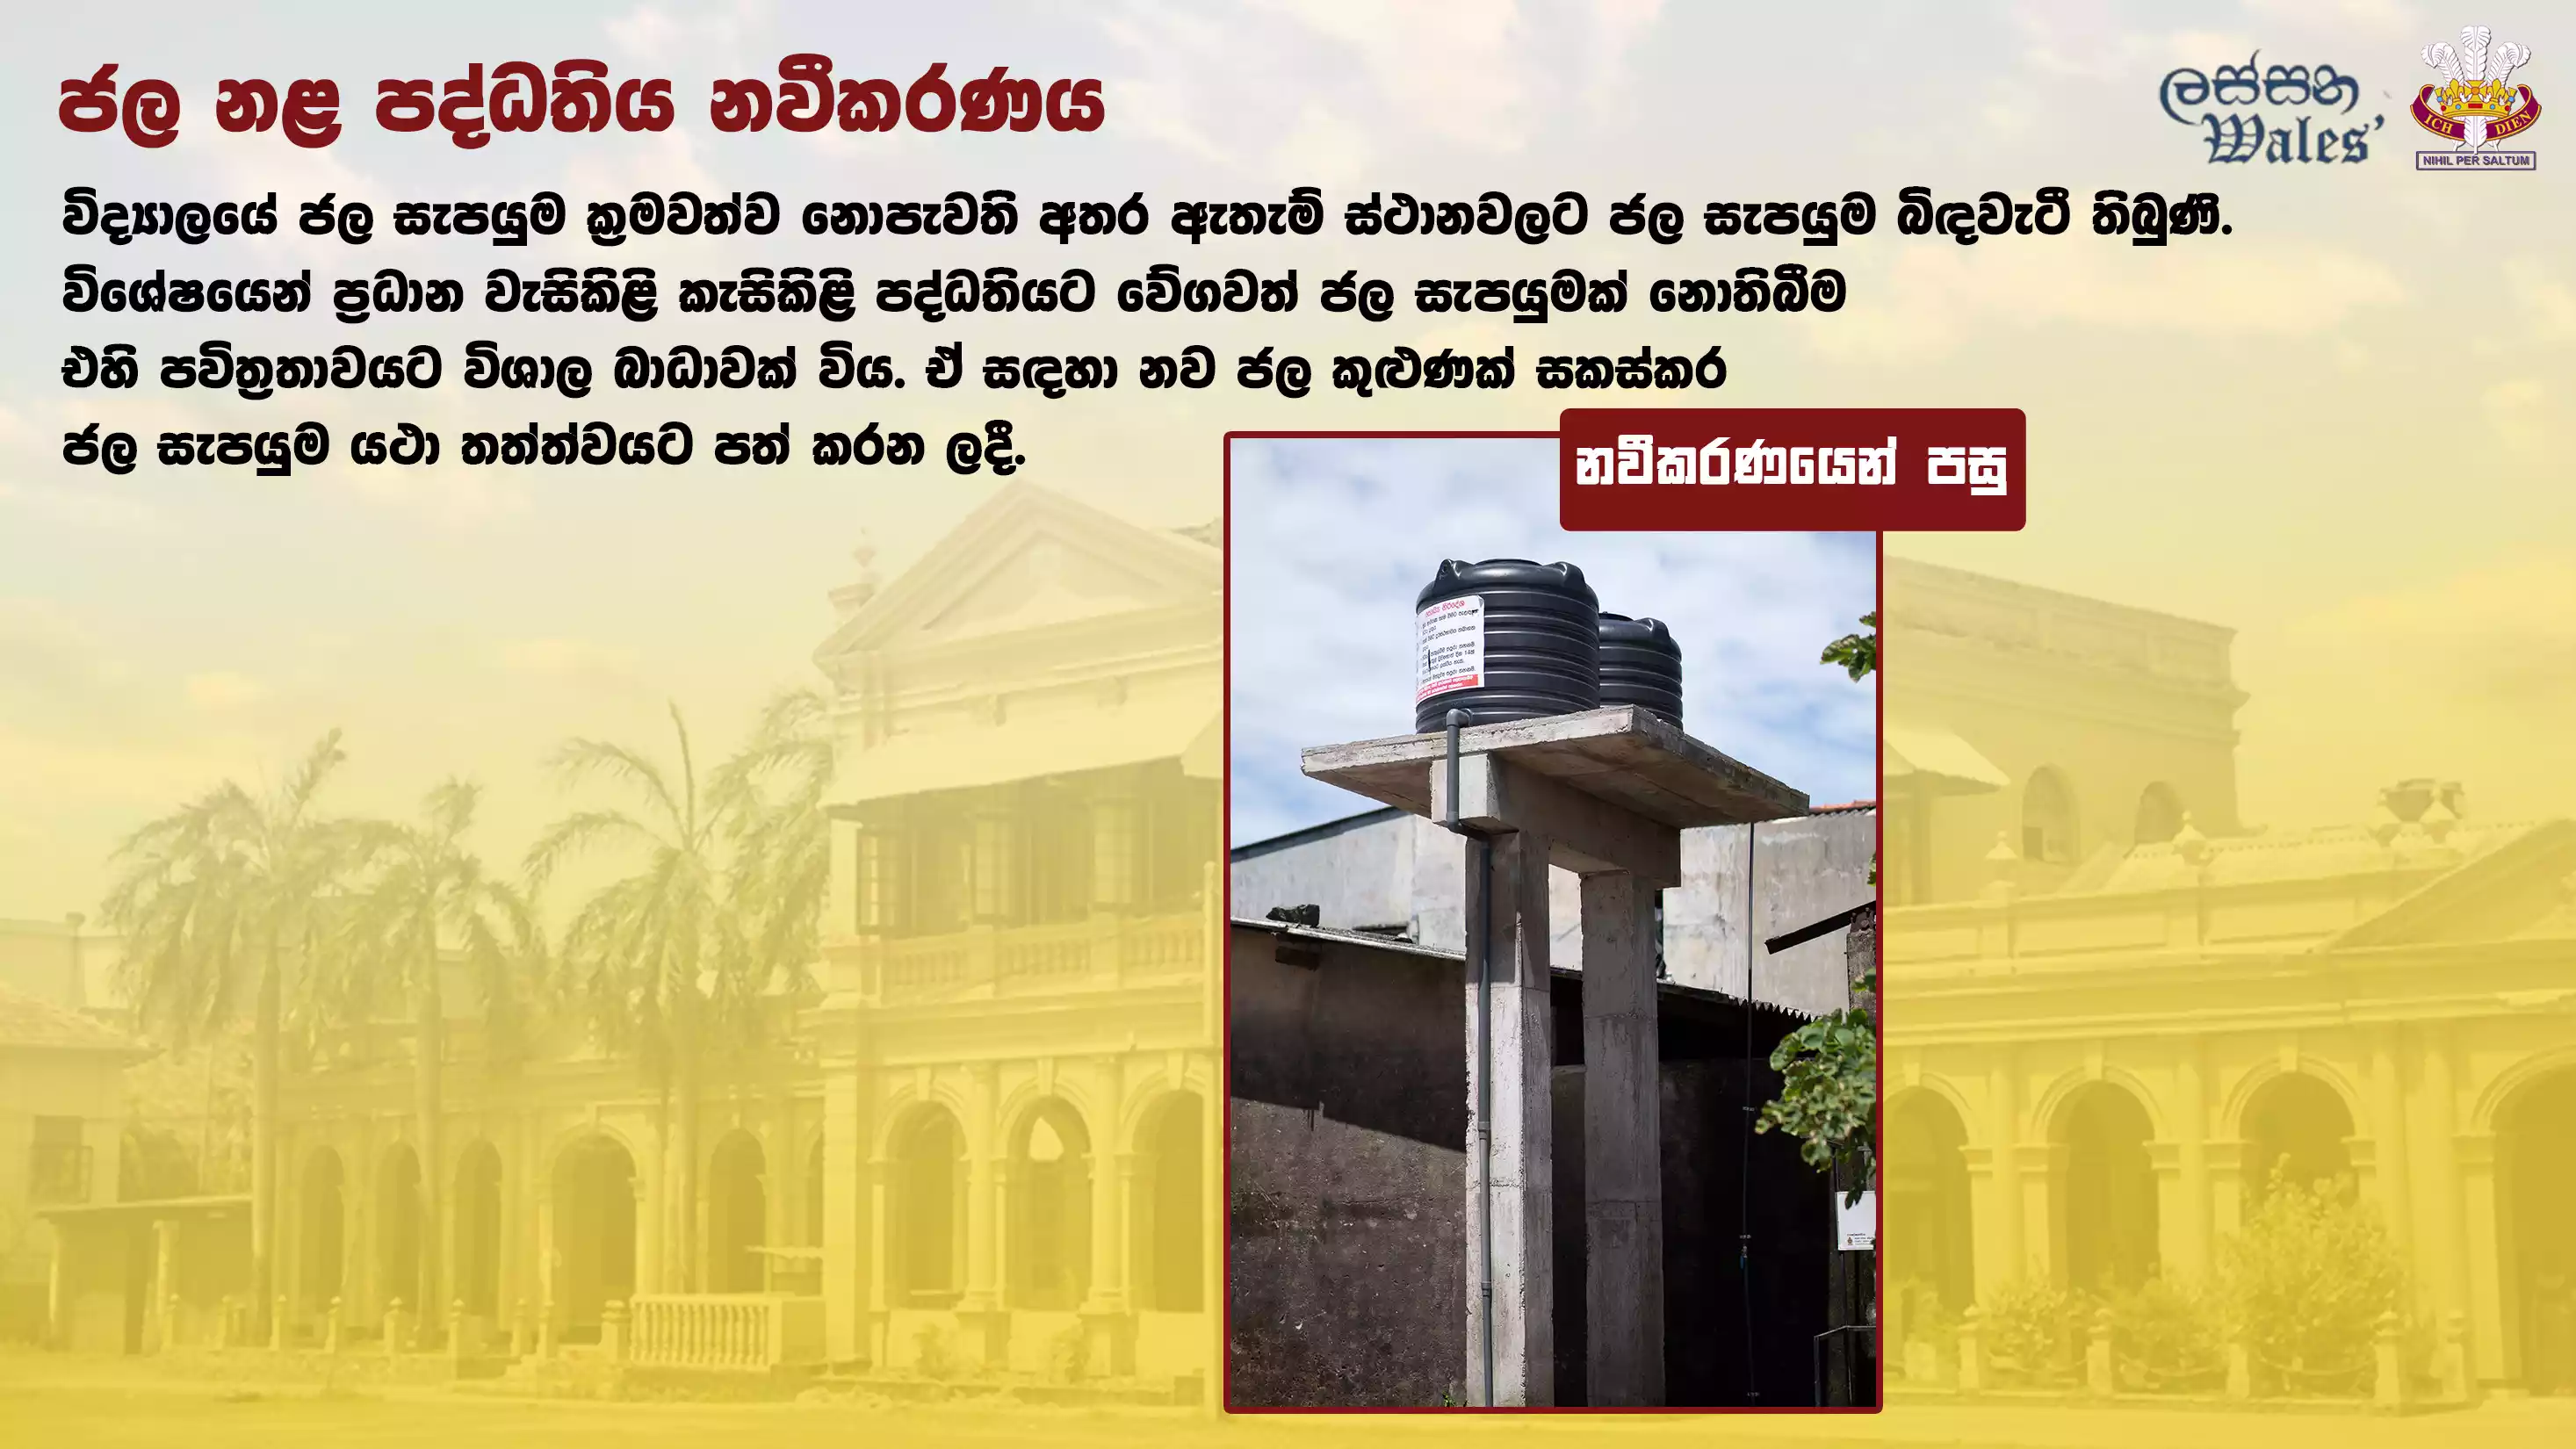 ජල නළ පද්ධතිය නවීකරණය
ලස්සන
Wales'
ICH DIEN
NIHIL PER SALTUM
විද්‍යාලයේ ජල සැපයුම ක්‍රමවත්ව නොපැවති අතර ඇතැම් ස්ථානවලට ජල සැපයුම බිඳවැටී තිබුණි.
විශේෂයෙන් ප්‍රධාන වැසිකිළි කැසිකිළි පද්ධතියට වේගවත් ජල සැපයුමක් නොතිබීම
එහි පවිත්‍රතාවයට විශාල බාධාවක් විය. ඒ සඳහා නව ජල කුළුණක් සකස්කර
ජල සැපයුම යථා තත්ත්වයට පත් කරන ලදී.
නවීකරණයෙන් පසු